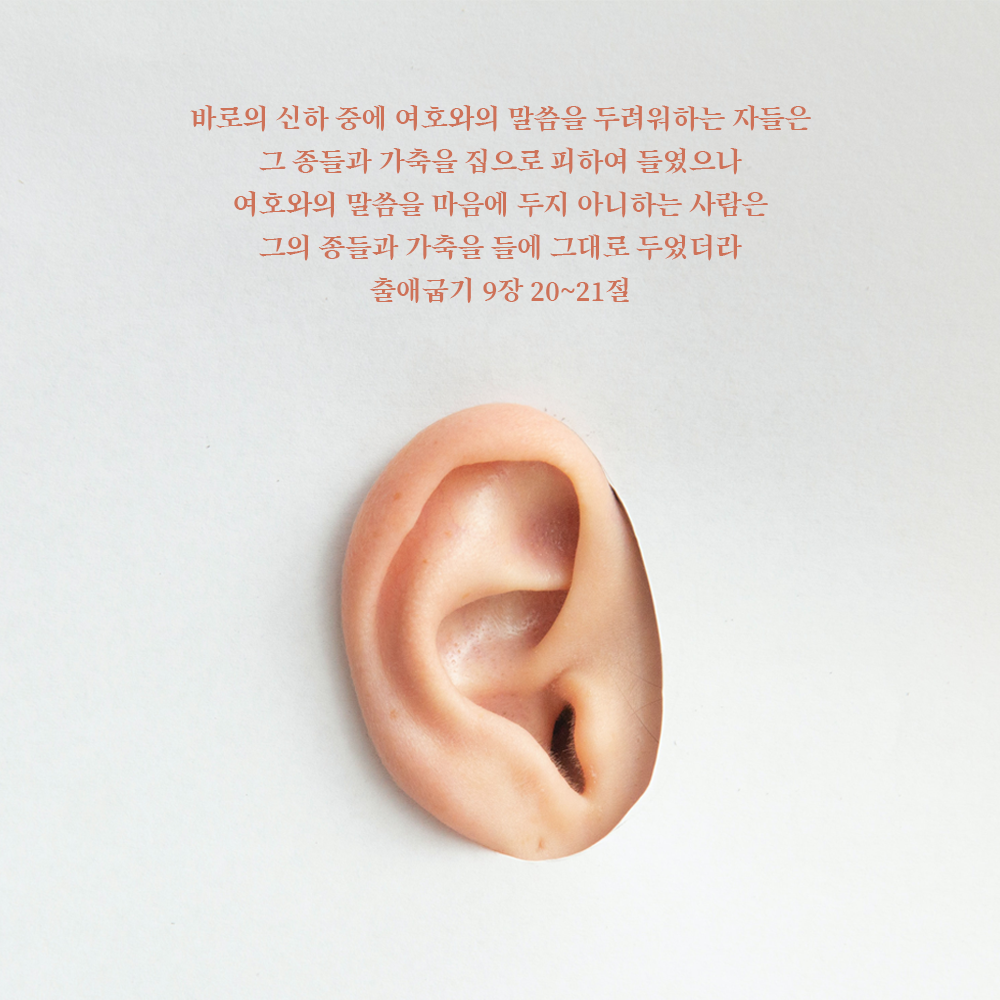 바로의 신하 중에 여호와의 말씀을 두려워하는 자들은
그 종들과 가축을 집으로 피하여 들였으나
여호와의 말씀을 마음에 두지 아니하는 사람은
그의 종들과 가축을 들에 그대로 두었더라
출애굽기 9장 20~21절